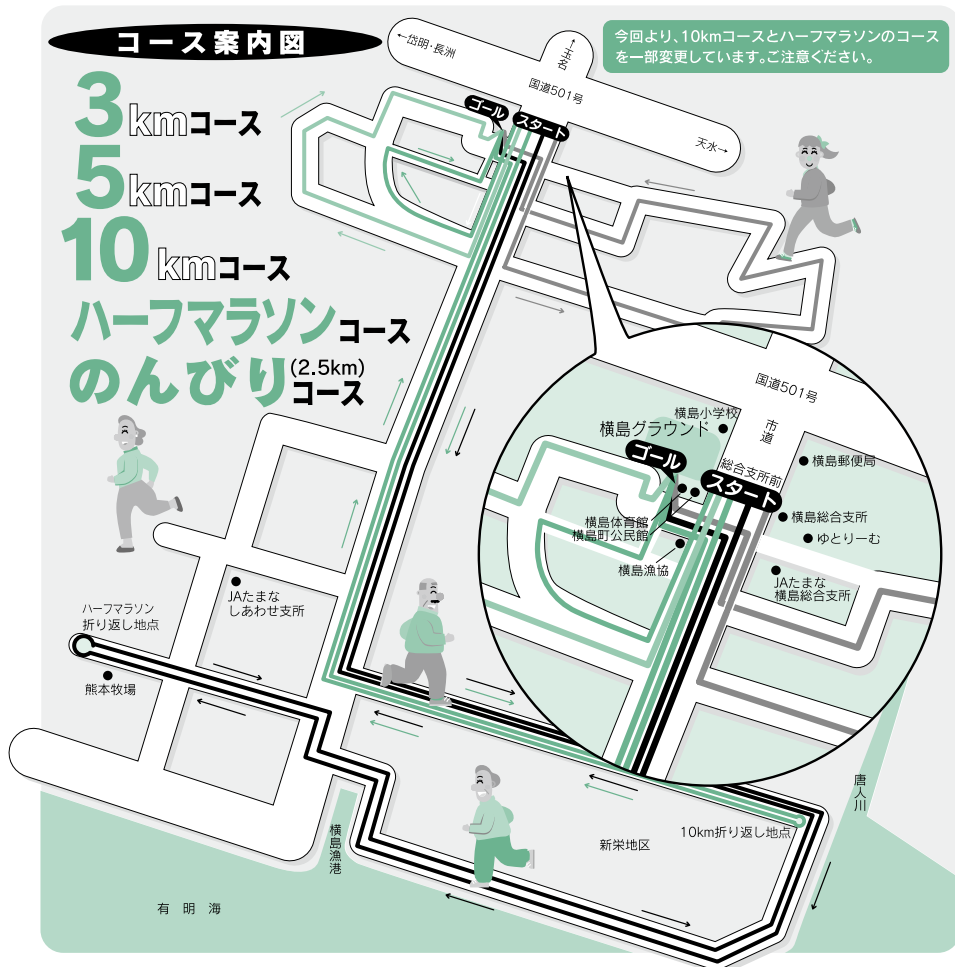 コース案内図
今回より、10kmコースとハーフマラソンのコース
を一部変更しています。ご注意ください。
3kmコース
5kmコース
10kmコース
ハーフマラソンコース
のんびり(2.5km)コース
←岱明・長洲
↑玉名
国道501号
天水→
ゴール
スタート
国道501号
市道
横島小学校
横島グラウンド
ゴール
総合支所前
スタート
横島郵便局
横島総合支所
ゆとりーむ
横島体育館
横島町公民館
横島漁協
JAたまな
横島総合支所
JAたまな
しあわせ支所
ハーフマラソン
折り返し地点
熊本牧場
唐人川
10km折り返し地点
新栄地区
横島漁港
有明海